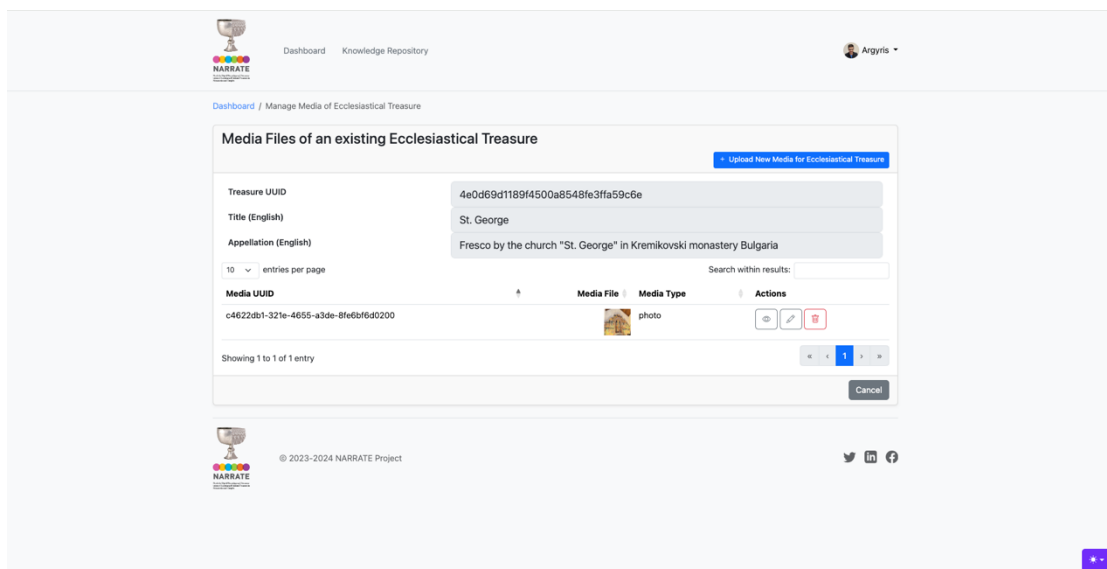 Dashboard Knowledge Repository
Argyris
NARRATE
Dashboard / Manage Media of Ecclesiastical Treasure
Media Files of an existing Ecclesiastical Treasure
+ Upload New Media for Ecclesiastical Treasure
Treasure UUID 4e0d69d1189f4500a8548fe3ffa59c6e
Title (English) St. George
Appellation (English) Fresco by the church "St. George" in Kremikovski monastery Bulgaria
10 entries per page Search within results:
Media UUID Media File Media Type Actions
c4622db1-321e-4655-a3de-8fe6bf6d0200 photo
Showing 1 to 1 of 1 entry « ‹ 1 › »
Cancel
© 2023-2024 NARRATE Project
NARRATE